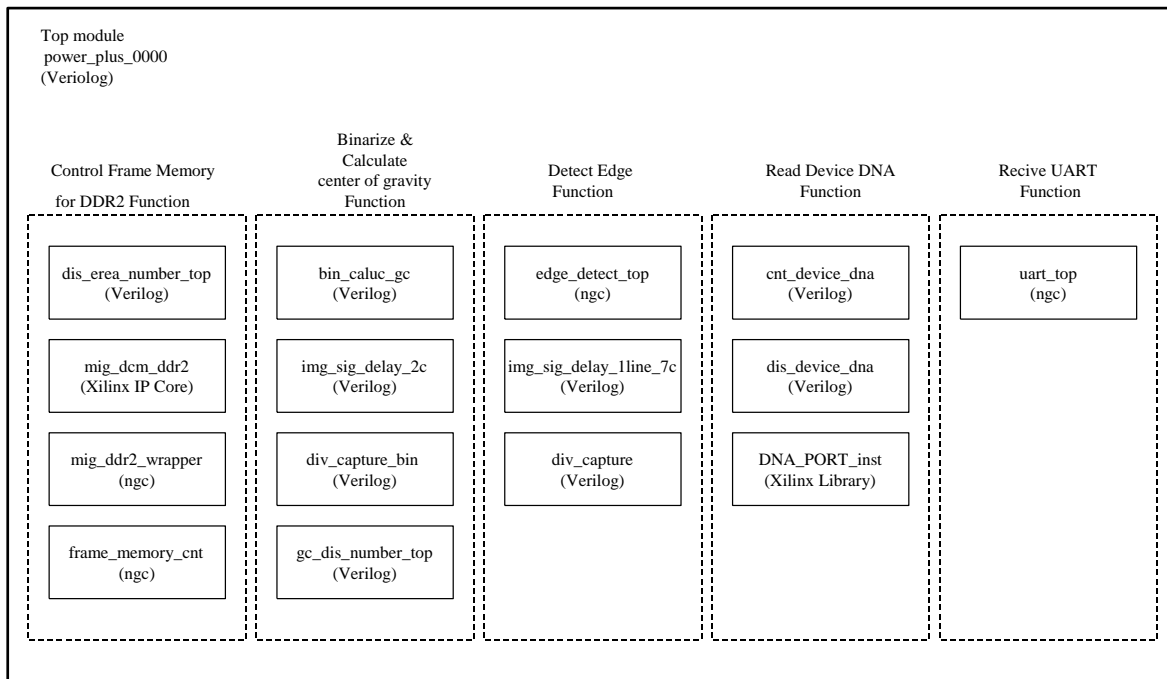 Top module
power_plus_0000
(Veriolog)
Control Frame Memory
for DDR2 Function
dis_erea_number_top
(Verilog)
mig_dcm_ddr2
(Xilinx IP Core)
mig_ddr2_wrapper
(ngc)
frame_memory_cnt
(ngc)
Binarize &
Calculate
center of gravity
Function
bin_caluc_gc
(Verilog)
img_sig_delay_2c
(Verilog)
div_capture_bin
(Verilog)
gc_dis_number_top
(Verilog)
Detect Edge
Function
edge_detect_top
(ngc)
img_sig_delay_1line_7c
(Verilog)
div_capture
(Verilog)
Read Device DNA
Function
cnt_device_dna
(Verilog)
dis_device_dna
(Verilog)
DNA_PORT_inst
(Xilinx Library)
Recive UART
Function
uart_top
(ngc)